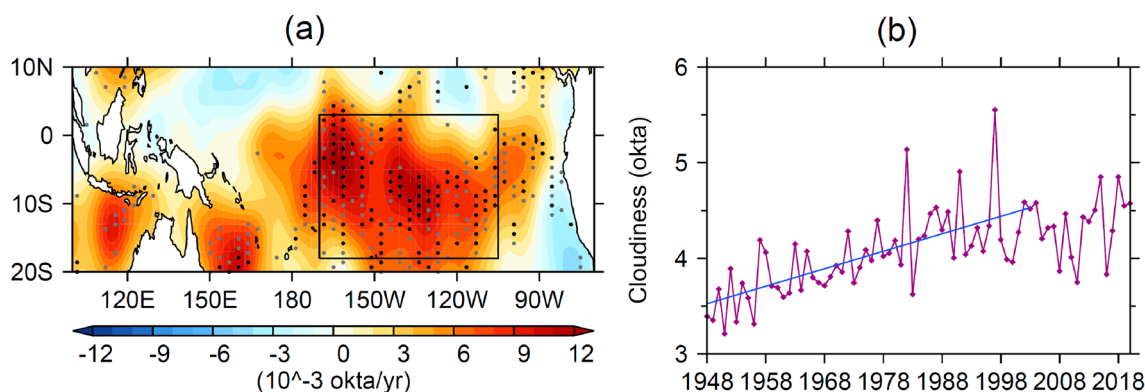 (a)
10N
0
10S
20S
120E 150E (80 150W 120W 90W
-12 -9 -6 -3 0 3 6 9 12
(10^-3 okta/yr)
(b)
Cloudiness (okta)
6
5
4
3
1948 1958 1968 1978 1988 1998 2008 2018